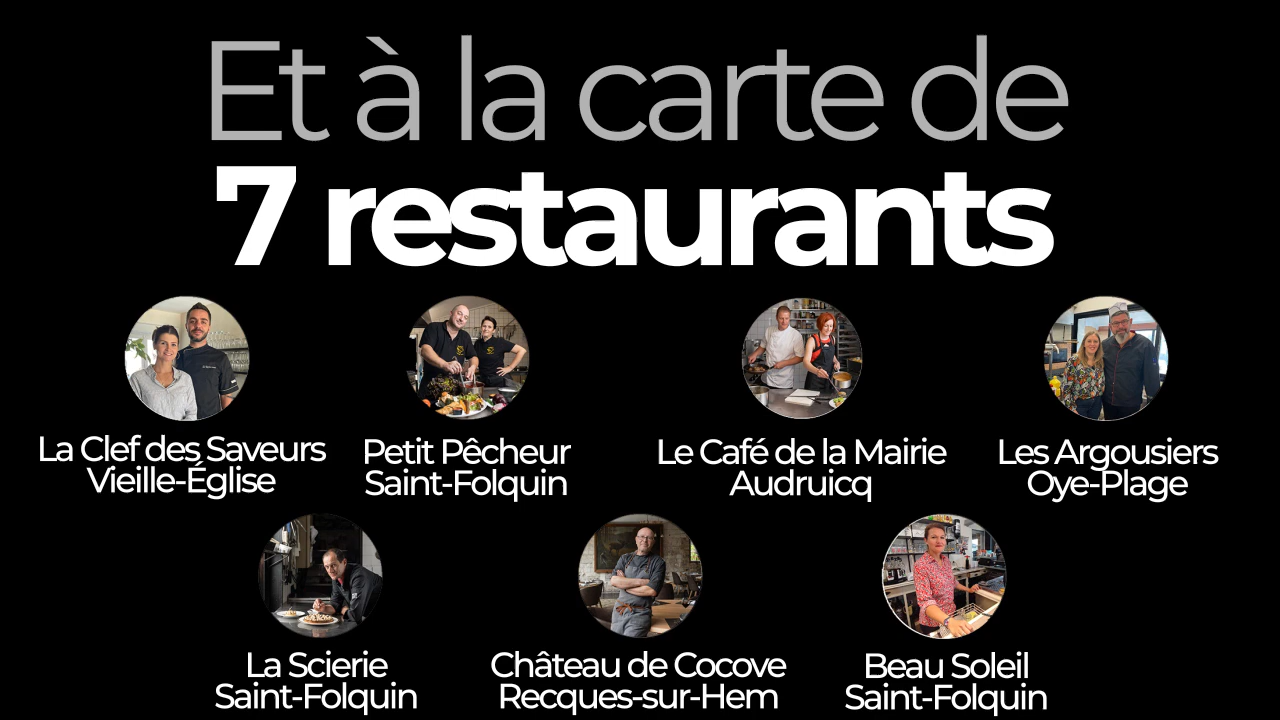 Et à la carte de
7 restaurants
La Clef des Saveurs
Vieille-Église
Petit Pêcheur
Saint-Folquin
Le Café de la Mairie
Audruicq
Les Argousiers
Oye-Plage
La Scierie
Saint-Folquin
Château de Cocove
Recques-sur-Hem
Beau Soleil
Saint-Folquin